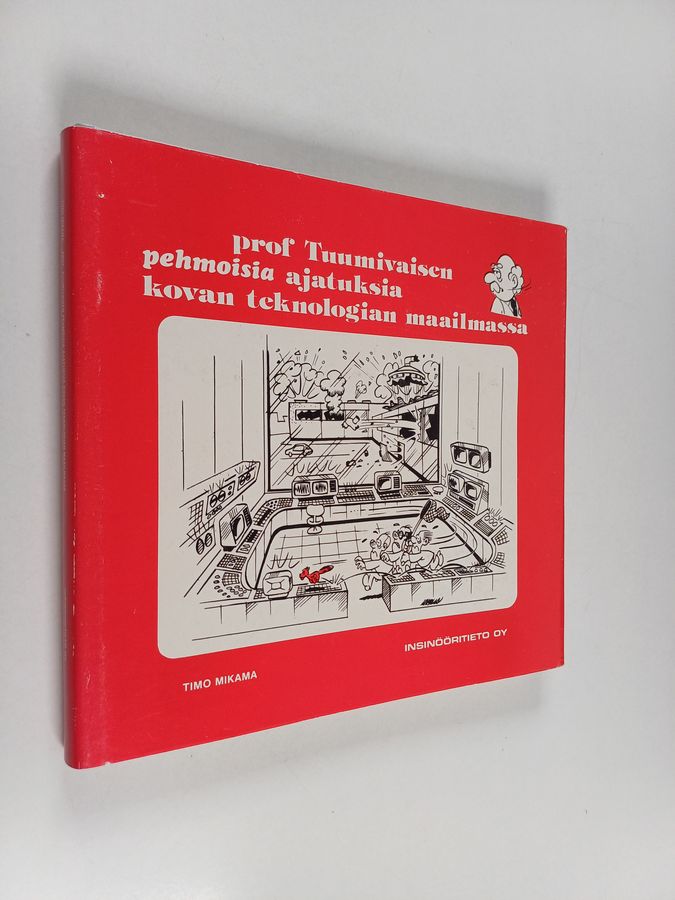 prof Tuumivaisen
pehmoisia ajatuksia
kovan teknologian maailmassa
INSINÖÖRITIETO OY
TIMO MIKAMA